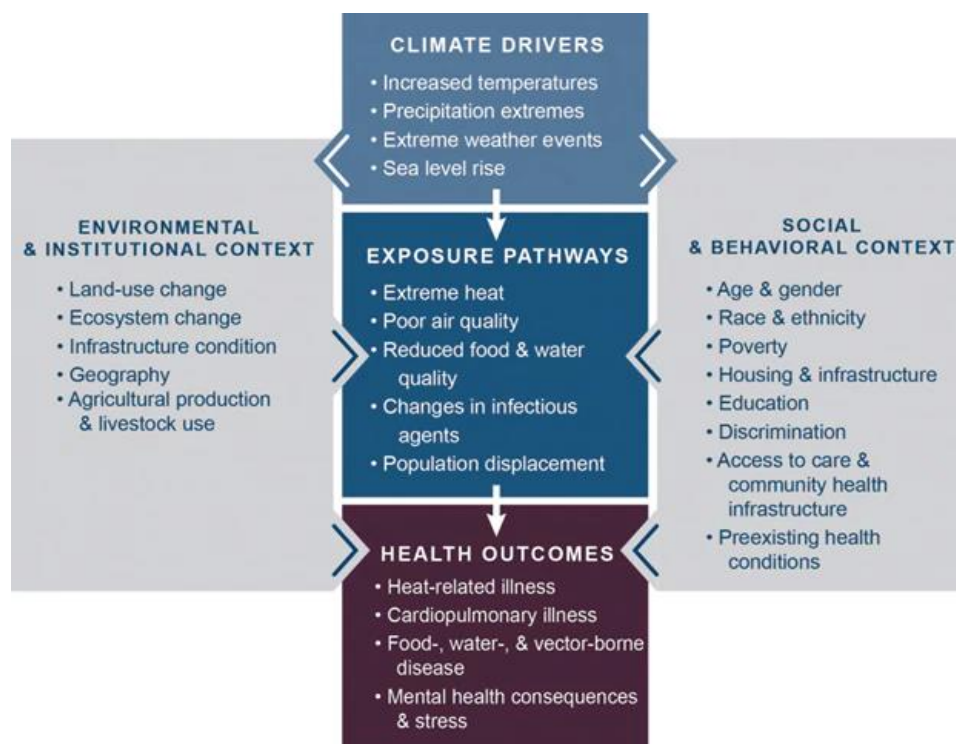 CLIMATE DRIVERS
• Increased temperatures
• Precipitation extremes
• Extreme weather events
• Sea level rise
ENVIRONMENTAL
& INSTITUTIONAL CONTEXT
• Land-use change
• Ecosystem change
• Infrastructure condition
• Geography
• Agricultural production
& livestock use
EXPOSURE PATHWAYS
• Extreme heat
• Poor air quality
• Reduced food & water
quality
• Changes in infectious
agents
• Population displacement
SOCIAL
& BEHAVIORAL CONTEXT
• Age & gender
• Race & ethnicity
• Poverty
• Housing & infrastructure
• Education
• Discrimination
• Access to care &
community health
infrastructure
• Preexisting health
conditions
HEALTH OUTCOMES
• Heat-related illness
• Cardiopulmonary illness
• Food-, water-, & vector-borne
disease
• Mental health consequences
& stress